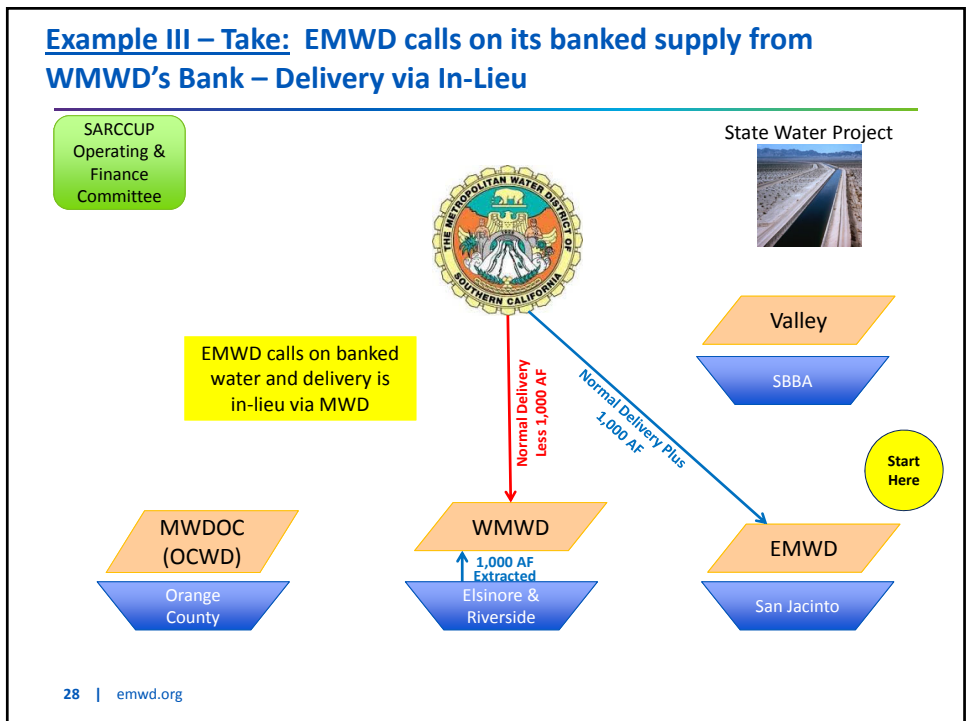 Example III – Take: EMWD calls on its banked supply from
WMWD's Bank – Delivery via In-Lieu
SARCCUP
Operating &
Finance
Committee
State Water Project
THE METROPOLITAN WATER DISTRICT OF
SOUTHERN CALIFORNIA
EMWD calls on banked
water and delivery is
in-lieu via MWD
Normal Delivery
Less 1,000 AF
Normal Delivery Plus
1,000 AF
Valley
SBBA
Start
Here
MWDOC
(OCWD)
Orange
County
WMWD
1,000 AF
Extracted
Elsinore &
Riverside
EMWD
San Jacinto
28 | emwd.org